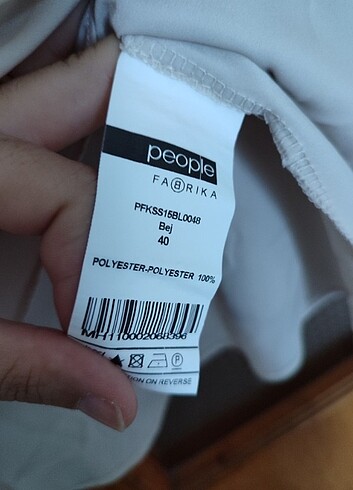 people
FABRIKA
PFKSS15BL0048
Bej
40
POLYESTER-POLYESTER 100%
ON REVERSE